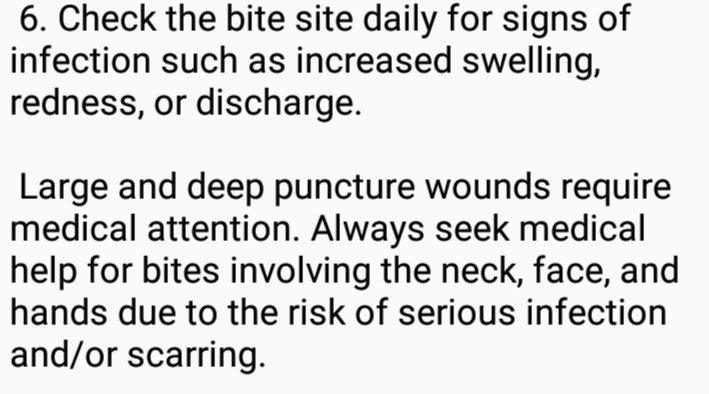 6. Check the bite site daily for signs of
infection such as increased swelling,
redness, or discharge.
Large and deep puncture wounds require
medical attention. Always seek medical
help for bites involving the neck, face, and
hands due to the risk of serious infection
and/or scarring.